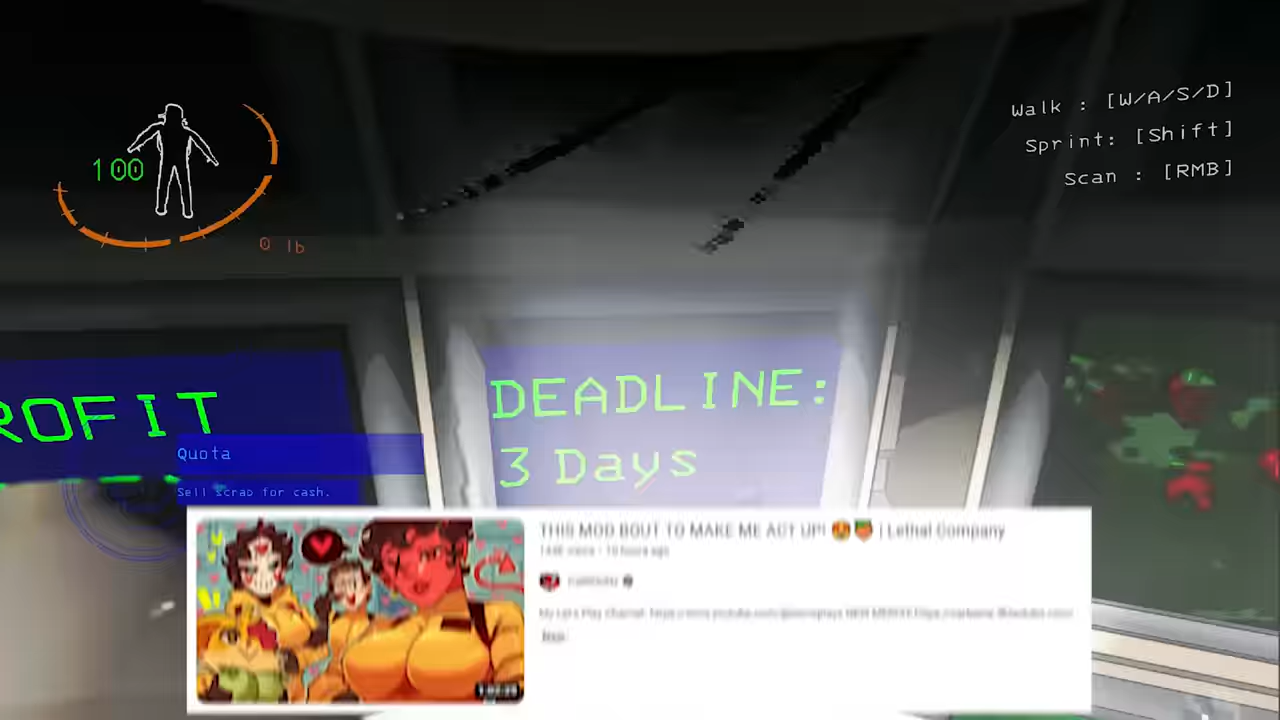 Walk : [W/A/S/D]
Sprint: [Shift]
Scan : [RMB]
100
0 lb
ROFIT
Quota
Sell scrap for cash.
DEADLINE:
3 Days
THIS MOD BOUT TO MAKE ME ACT UP! 😍🍑 | Lethal Company